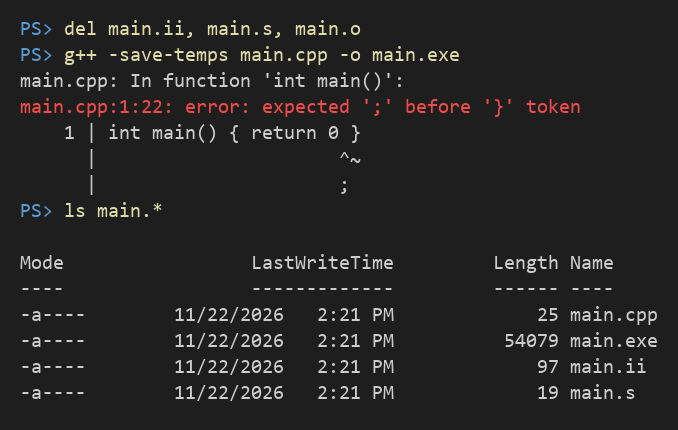 PS> del main.ii, main.s, main.o
PS> g++ -save-temps main.cpp -o main.exe
main.cpp: In function 'int main()':
main.cpp:1:22: error: expected ';' before '}' token
    1 | int main() { return 0 }
      |                      ^~
      |                      ;
PS> ls main.*

Mode                 LastWriteTime         Length Name
----                 -------------         ------ ----
-a----        11/22/2026   2:21 PM             25 main.cpp
-a----        11/22/2026   2:21 PM          54079 main.exe
-a----        11/22/2026   2:21 PM             97 main.ii
-a----        11/22/2026   2:21 PM             19 main.s